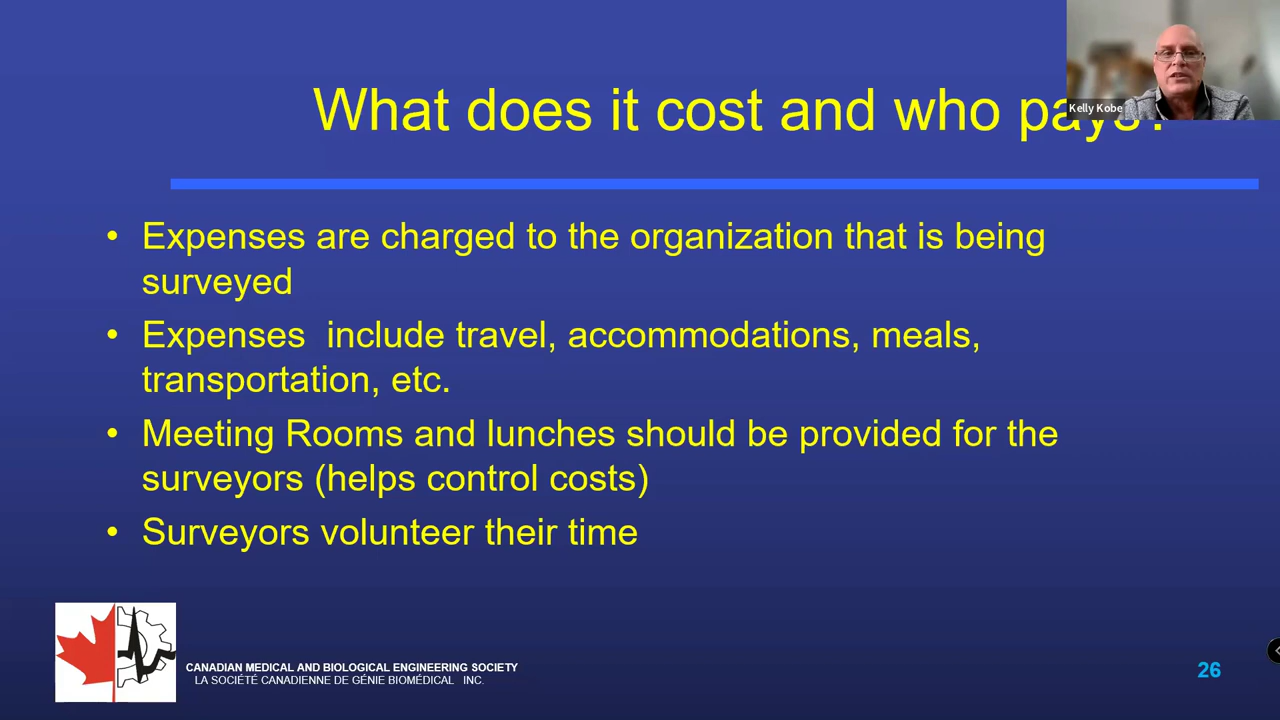 What does it cost and who pays?
Kelly Kobe
• Expenses are charged to the organization that is being
surveyed
• Expenses  include travel, accommodations, meals,
transportation, etc.
• Meeting Rooms and lunches should be provided for the
surveyors (helps control costs)
• Surveyors volunteer their time
CANADIAN MEDICAL AND BIOLOGICAL ENGINEERING SOCIETY
LA SOCIÉTÉ CANADIENNE DE GÉNIE BIOMÉDICAL   INC.
26